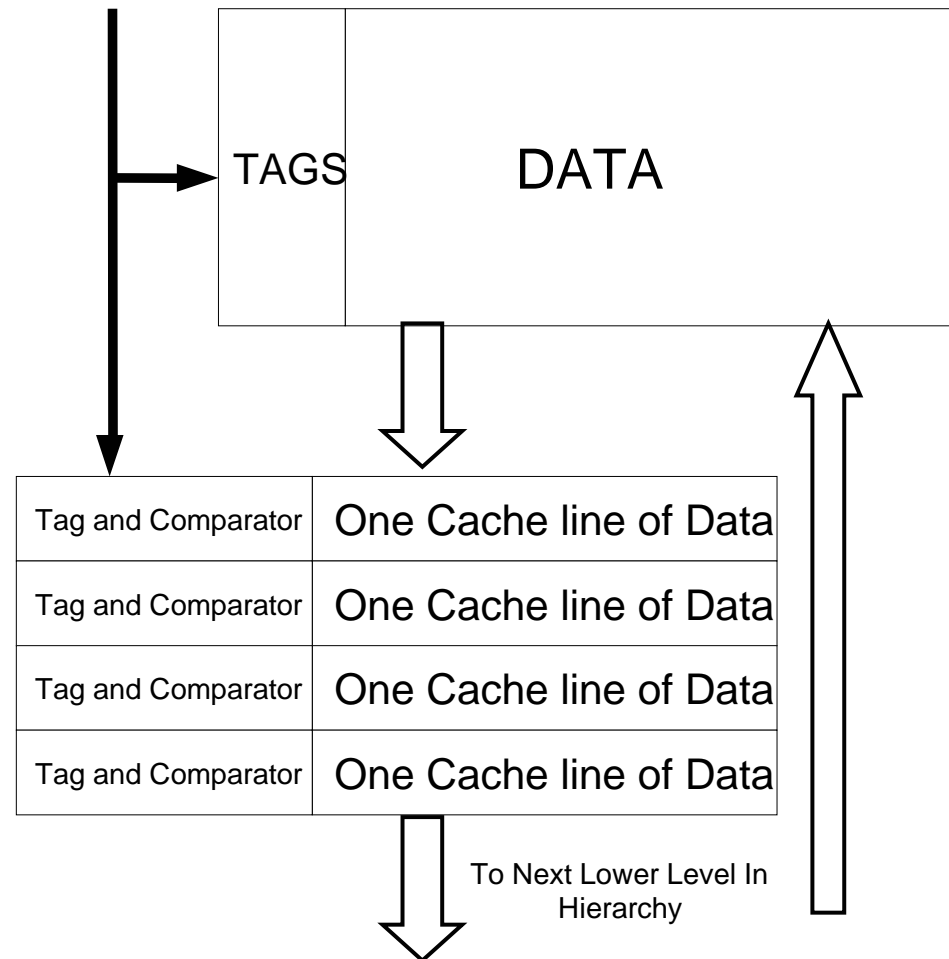 TAGS DATA
Tag and Comparator One Cache line of Data
Tag and Comparator One Cache line of Data
Tag and Comparator One Cache line of Data
Tag and Comparator One Cache line of Data
To Next Lower Level In
Hierarchy